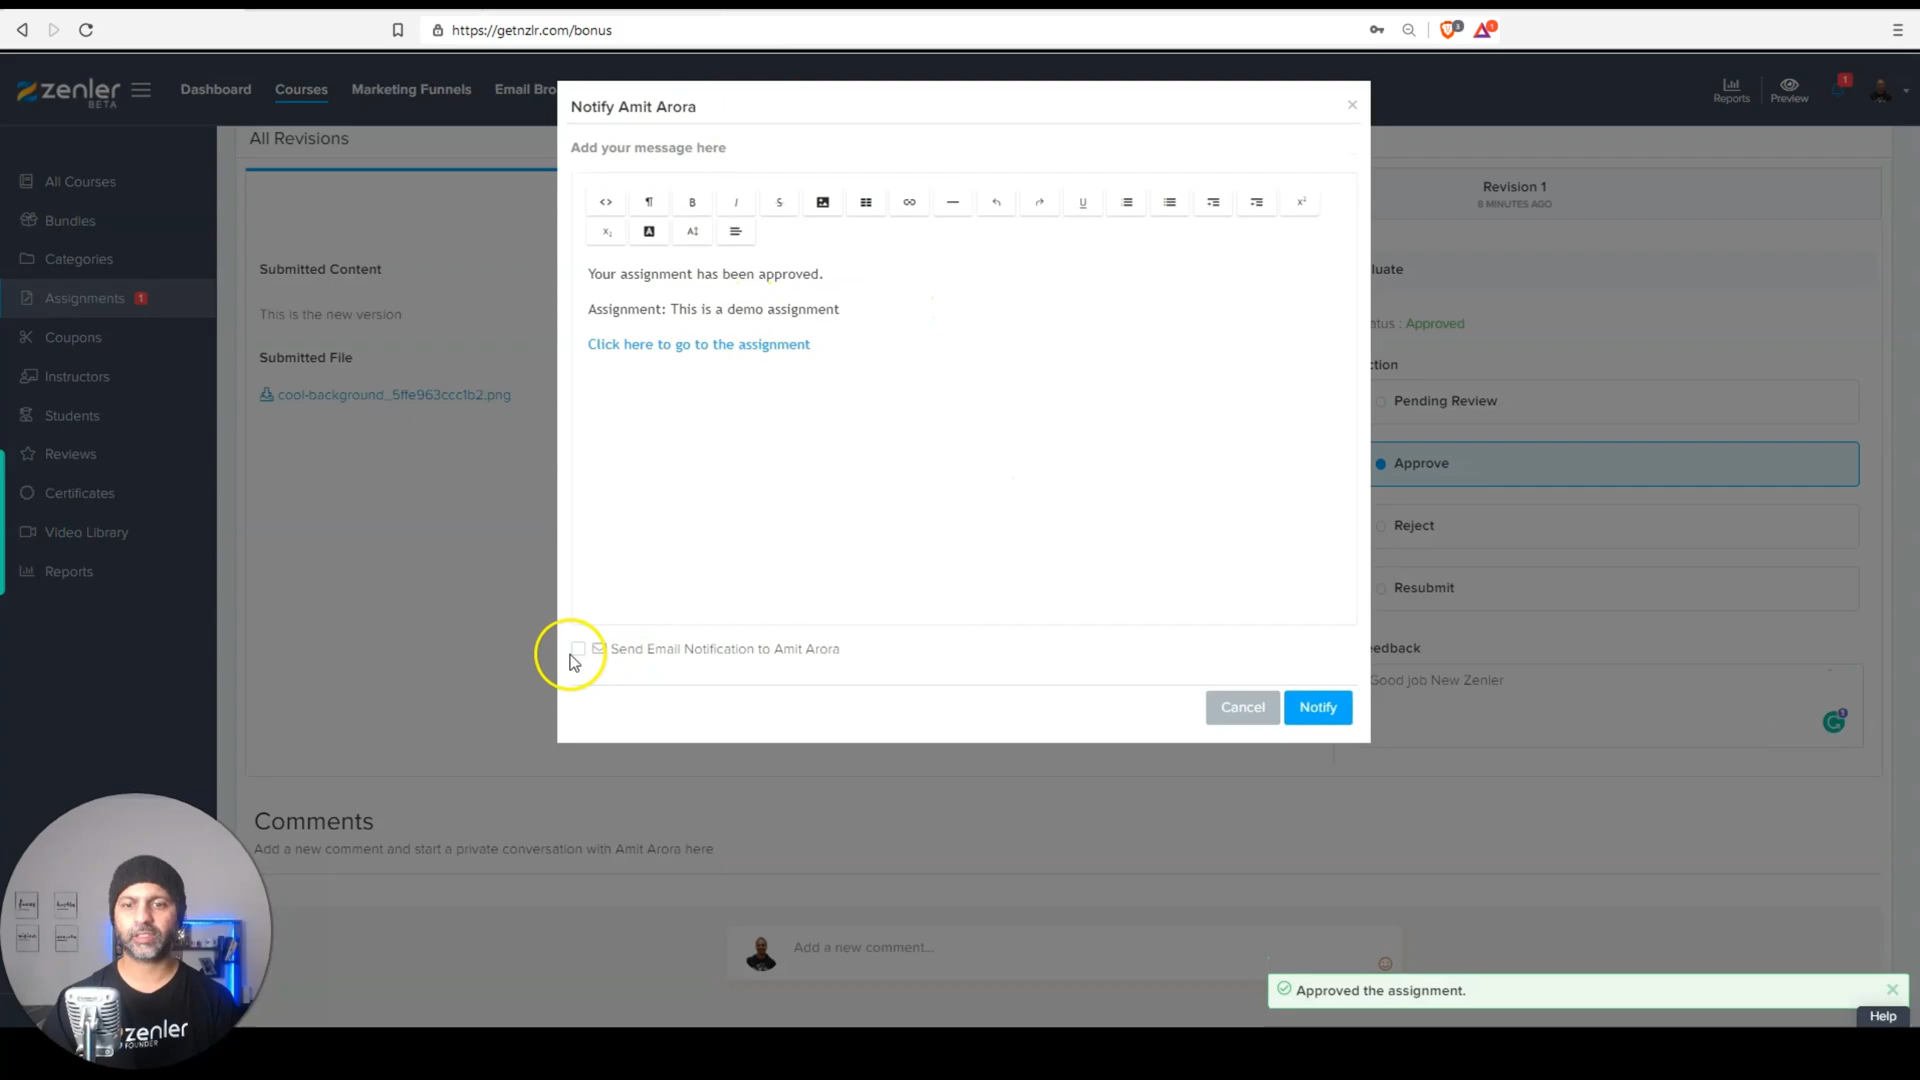 https://getnzlr.com/bonus
zenler
BETA
Dashboard
Courses
Marketing Funnels
Email Bro
Reports
Preview
1
All Courses
Bundles
Categories
Assignments 1
Coupons
Instructors
Students
Reviews
Certificates
Video Library
Reports
All Revisions
Submitted Content
This is the new version
Submitted File
cool-background_5ffe963ccc1b2.png
Notify Amit Arora
Add your message here
Your assignment has been approved.
Assignment: This is a demo assignment
Click here to go to the assignment
Send Email Notification to Amit Arora
Cancel
Notify
Revision 1
8 MINUTES AGO
luate
atus : Approved
ction
Pending Review
Approve
Reject
Resubmit
eedback
Good job New Zenler
Comments
Add a new comment and start a private conversation with Amit Arora here
Add a new comment...
Approved the assignment.
Help
zenler
FOUNDER